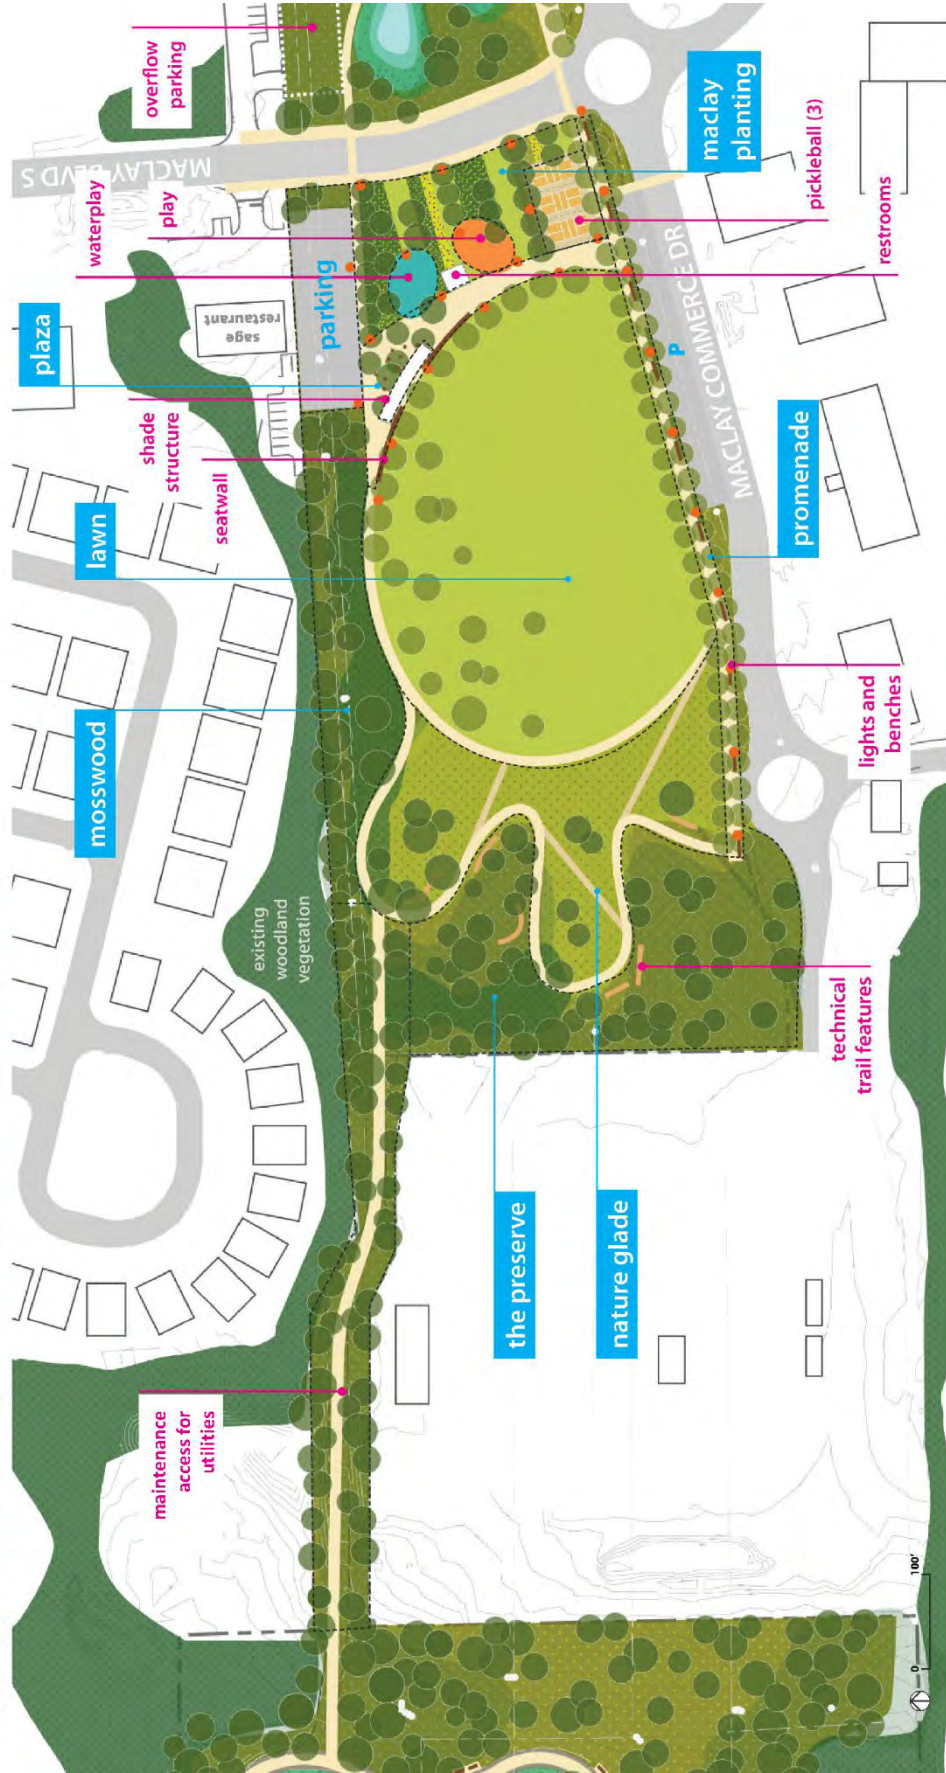 overflow
parking
MACLAY BLVD S
waterplay
play
maclay
planting
pickleball (3)
restrooms
plaza
sage
restaurant
parking
shade
structure
seatwall
P
MACLAY COMMERCE DR
lawn
promenade
mosswood
lights and
benches
existing
woodland
vegetation
technical
trail features
the preserve
nature glade
maintenance
access for
utilities
0
100'